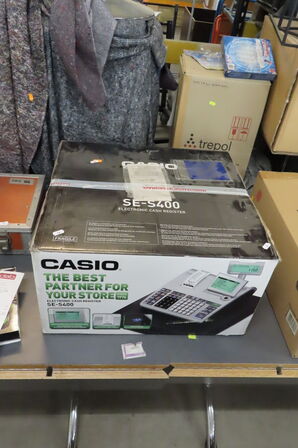 trepol
CASIO
SE-S400
ELECTRONIC CASH REGISTER
FRAGILE
CASIO
THE BEST
PARTNER FOR
YOUR STORE
ELECTRONIC CASH REGISTER
SE-S400